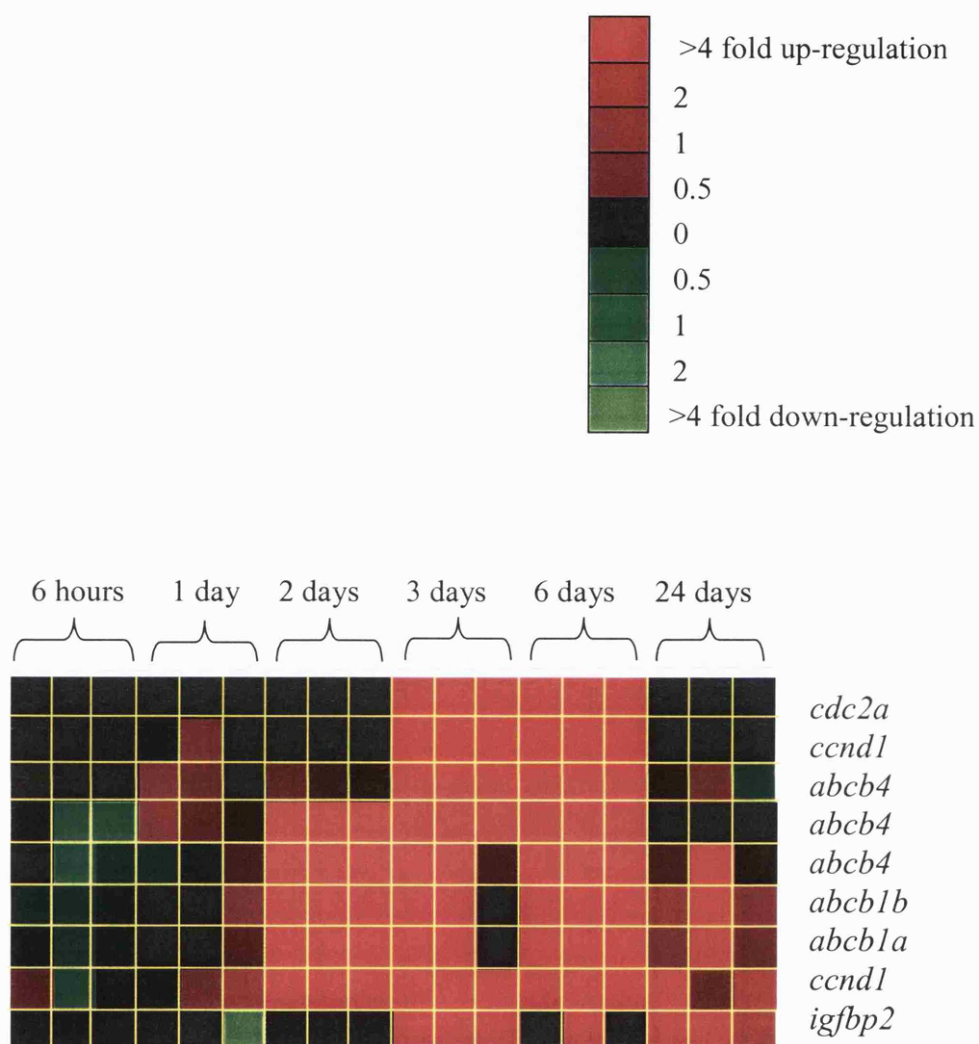 >4 fold up-regulation
2
1
0.5
0
0.5
1
2
>4 fold down-regulation
6 hours 1 day 2 days 3 days 6 days 24 days
cdc2a
ccnd1
abcb4
abcb4
abcb4
abcb1b
abcb1a
ccnd1
igfbp2